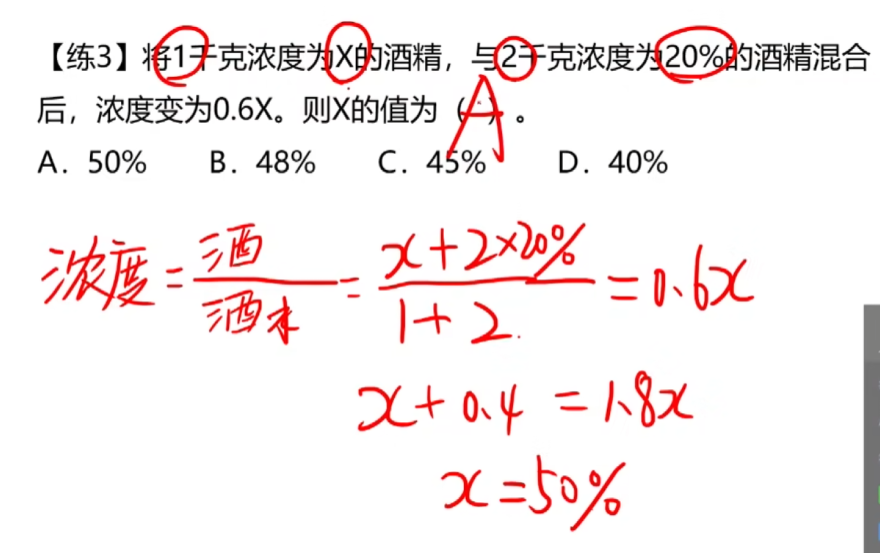 【练3】将1千克浓度为X的酒精，与2千克浓度为20%的酒精混合
后，浓度变为0.6X。则X的值为（ A ）。
A．50% B．48% C．45% D．40%
浓度 = 酒/酒水 = x+2×20%/1+2 = 0.6x
x+0.4 = 1.8x
x=50%